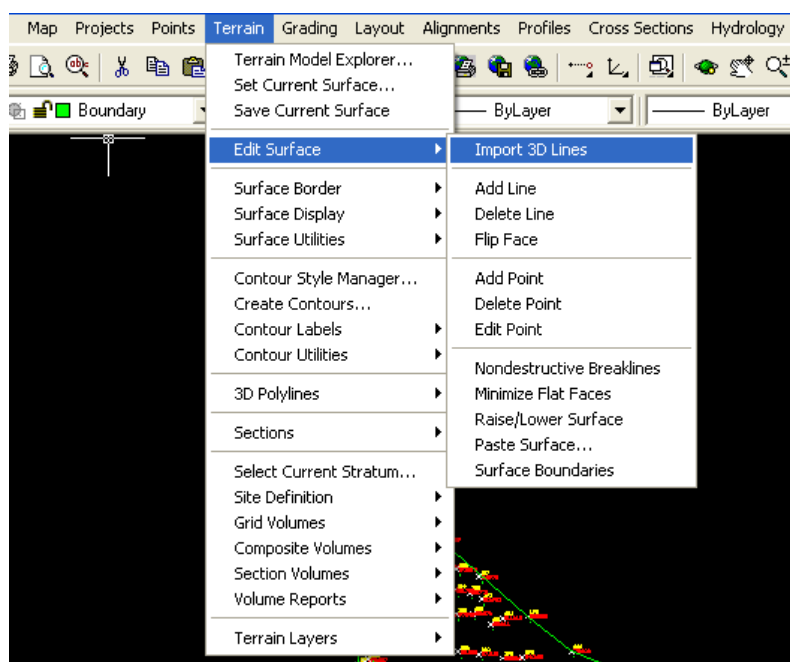 Map Projects Points Terrain Grading Layout Alignments Profiles Cross Sections Hydrology
Boundary
ByLayer
ByLayer
Terrain Model Explorer...
Set Current Surface...
Save Current Surface
Edit Surface
Surface Border
Surface Display
Surface Utilities
Contour Style Manager...
Create Contours...
Contour Labels
Contour Utilities
3D Polylines
Sections
Select Current Stratum...
Site Definition
Grid Volumes
Composite Volumes
Section Volumes
Volume Reports
Terrain Layers
Import 3D Lines
Add Line
Delete Line
Flip Face
Add Point
Delete Point
Edit Point
Nondestructive Breaklines
Minimize Flat Faces
Raise/Lower Surface
Paste Surface...
Surface Boundaries